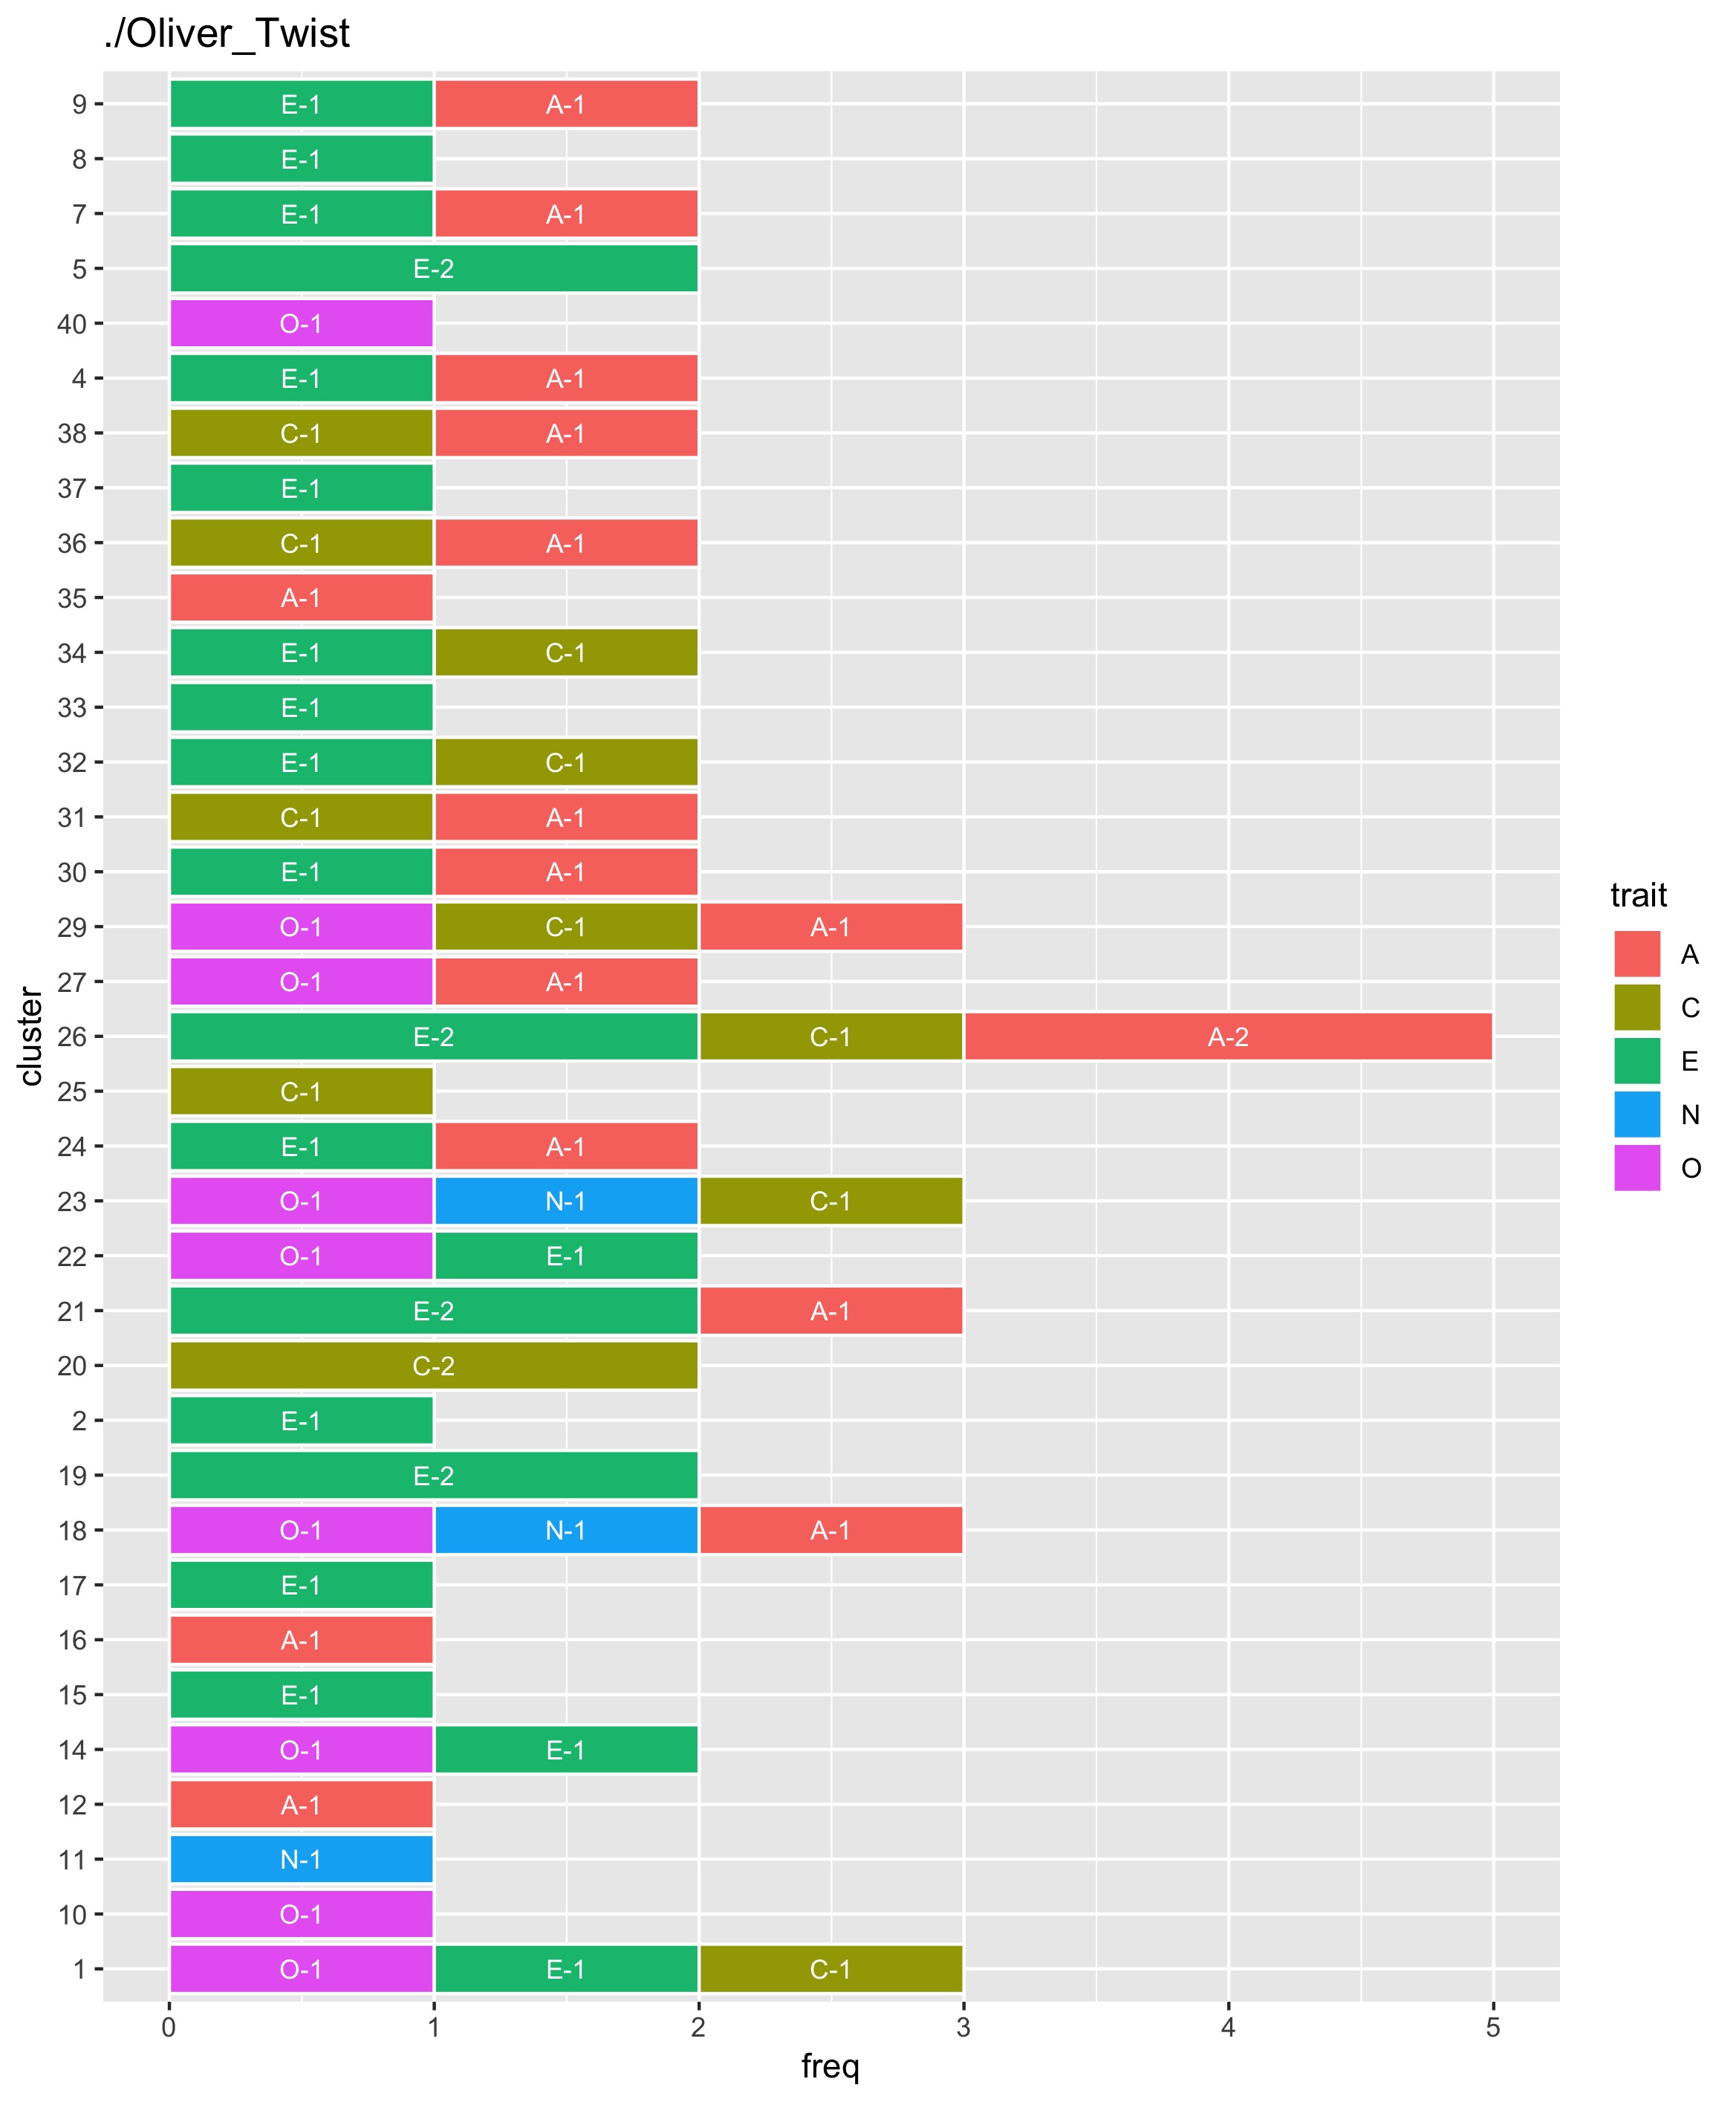 ./Oliver_Twist
9 E-1 A-1
8 E-1
7 E-1 A-1
5 E-2
40 O-1
4 E-1 A-1
38 C-1 A-1
37 E-1
36 C-1 A-1
35 A-1
34 E-1 C-1
33 E-1
32 E-1 C-1
31 C-1 A-1
30 E-1 A-1
29 O-1 C-1 A-1
27 O-1 A-1
26 E-2 C-1 A-2
25 C-1
24 E-1 A-1
23 O-1 N-1 C-1
22 O-1 E-1
21 E-2 A-1
20 C-2
2 E-1
19 E-2
18 O-1 N-1 A-1
17 E-1
16 A-1
15 E-1
14 O-1 E-1
12 A-1
11 N-1
10 O-1
1 O-1 E-1 C-1
0 1 2 3 4 5
freq
cluster
trait
A
C
E
N
O